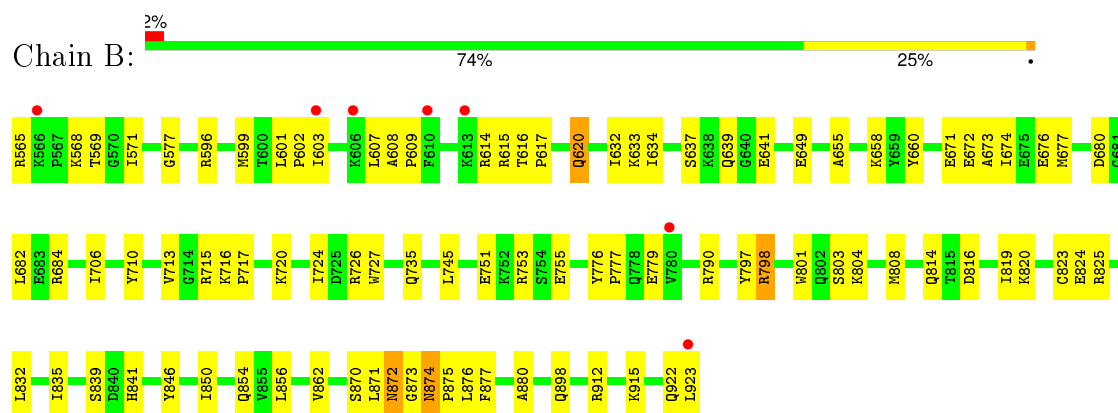 2%
Chain B:
74% 25% •
R565 K566 P567 K568 T569 G570 I571 G577 R596 M599 T600 L601 P602 I603 K606 L607 A608 P609 F610 K613 R614 R615 T616 P617 Q620 I632 K633 I634 S637 K638 Q639 G640 E641 E649 A655 K658 Y659 Y660 E671 E672 A673 I674 E675 E676 M677 D680
L682 E683 R684 I706 Y710 V713 G714 R715 K716 P717 K720 I724 D725 R726 W727 Q735 L745 E751 K752 R753 S754 E755 Y776 P777 Q778 E779 V780 R790 Y797 R798 W801 Q802 S803 K804 M808 Q814 T815 D816 I819 K820 C823 E824 R825
L832 I835 S839 D840 H841 Y846 I850 Q854 V855 L856 V862 S870 L871 N872 G873 N874 P875 L876 F877 A880 Q898 R912 K915 Q922 L923